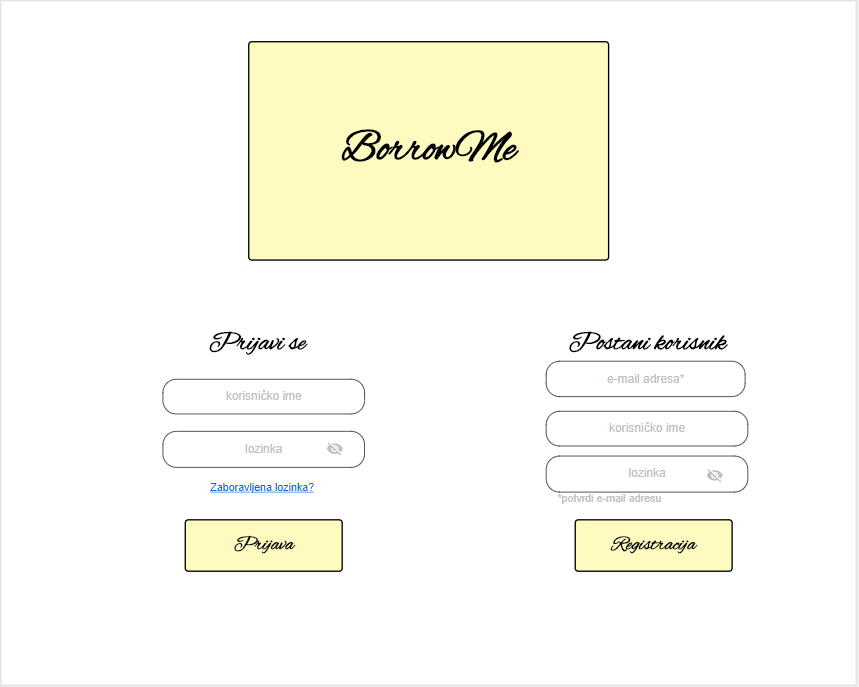 BorrowMe
Prijavi se
korisničko ime
lozinka
Zaboravljena lozinka?
Prijava
Postani korisnik
e-mail adresa*
korisničko ime
lozinka
*potvrdi e-mail adresu
Registracija